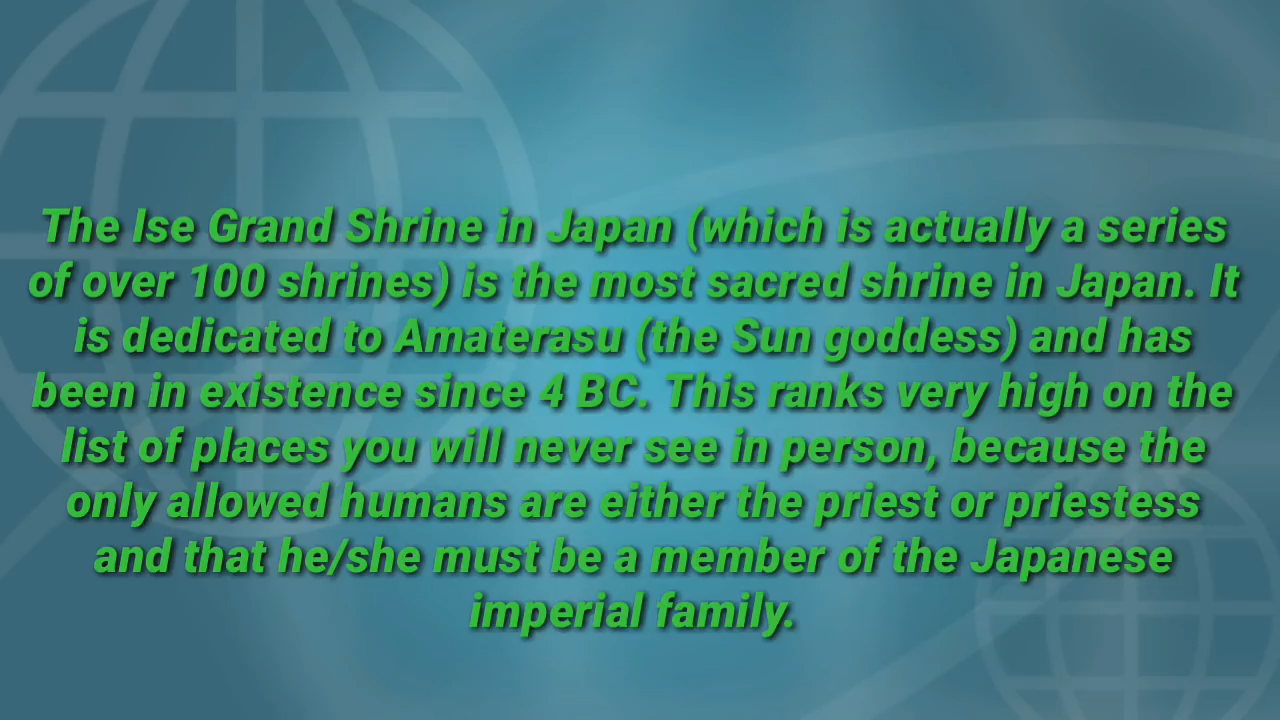 The Ise Grand Shrine in Japan (which is actually a series
of over 100 shrines) is the most sacred shrine in Japan. It
is dedicated to Amaterasu (the Sun goddess) and has
been in existence since 4 BC. This ranks very high on the
list of places you will never see in person, because the
only allowed humans are either the priest or priestess
and that he/she must be a member of the Japanese
imperial family.